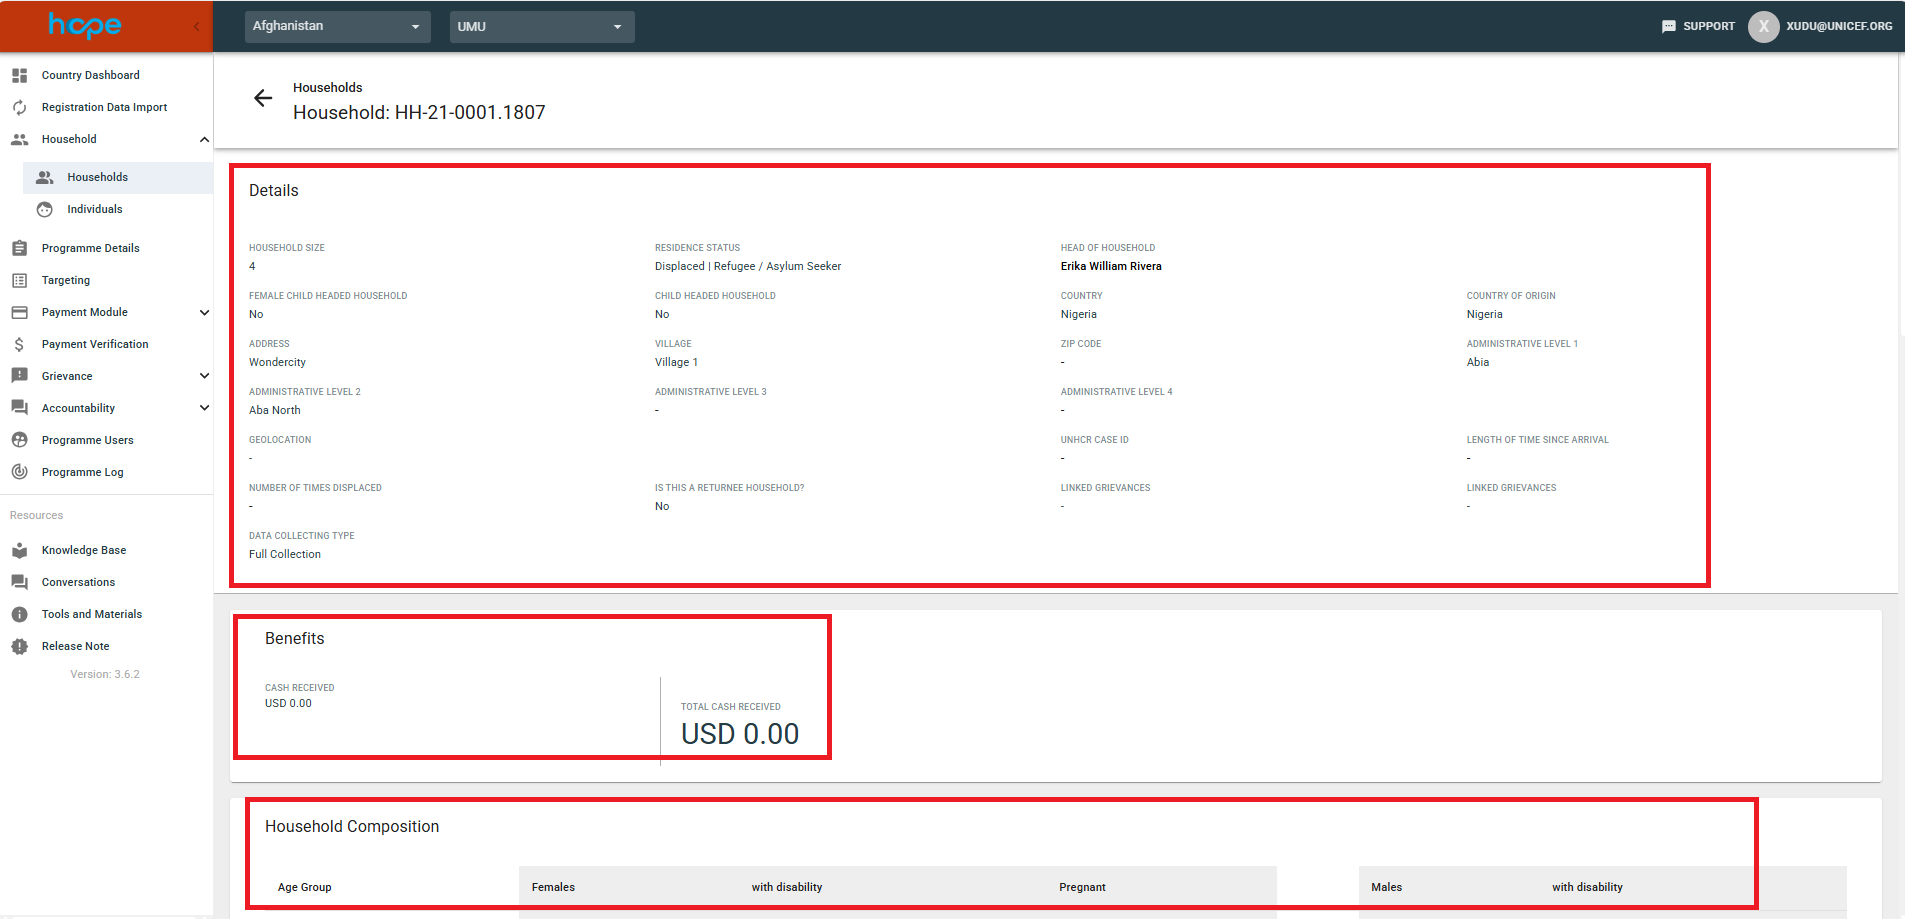 hope
Afghanistan
UMU
SUPPORT
X
XUDU@UNICEF.ORG
Country Dashboard
Registration Data Import
Household
Households
Individuals
Programme Details
Targeting
Payment Module
Payment Verification
Grievance
Accountability
Programme Users
Programme Log
Resources
Knowledge Base
Conversations
Tools and Materials
Release Note
Version: 3.6.2
Households
Household: HH-21-0001.1807
Details
HOUSEHOLD SIZE
4
RESIDENCE STATUS
Displaced | Refugee / Asylum Seeker
HEAD OF HOUSEHOLD
Erika William Rivera
FEMALE CHILD HEADED HOUSEHOLD
No
CHILD HEADED HOUSEHOLD
No
COUNTRY
Nigeria
COUNTRY OF ORIGIN
Nigeria
ADDRESS
Wondercity
VILLAGE
Village 1
ZIP CODE
-
ADMINISTRATIVE LEVEL 1
Abia
ADMINISTRATIVE LEVEL 2
Aba North
ADMINISTRATIVE LEVEL 3
-
ADMINISTRATIVE LEVEL 4
-
GEOLOCATION
-
UNHCR CASE ID
-
LENGTH OF TIME SINCE ARRIVAL
-
NUMBER OF TIMES DISPLACED
-
IS THIS A RETURNEE HOUSEHOLD?
No
LINKED GRIEVANCES
-
LINKED GRIEVANCES
-
DATA COLLECTING TYPE
Full Collection
Benefits
CASH RECEIVED
USD 0.00
TOTAL CASH RECEIVED
USD 0.00
Household Composition
Age Group
Females
with disability
Pregnant
Males
with disability